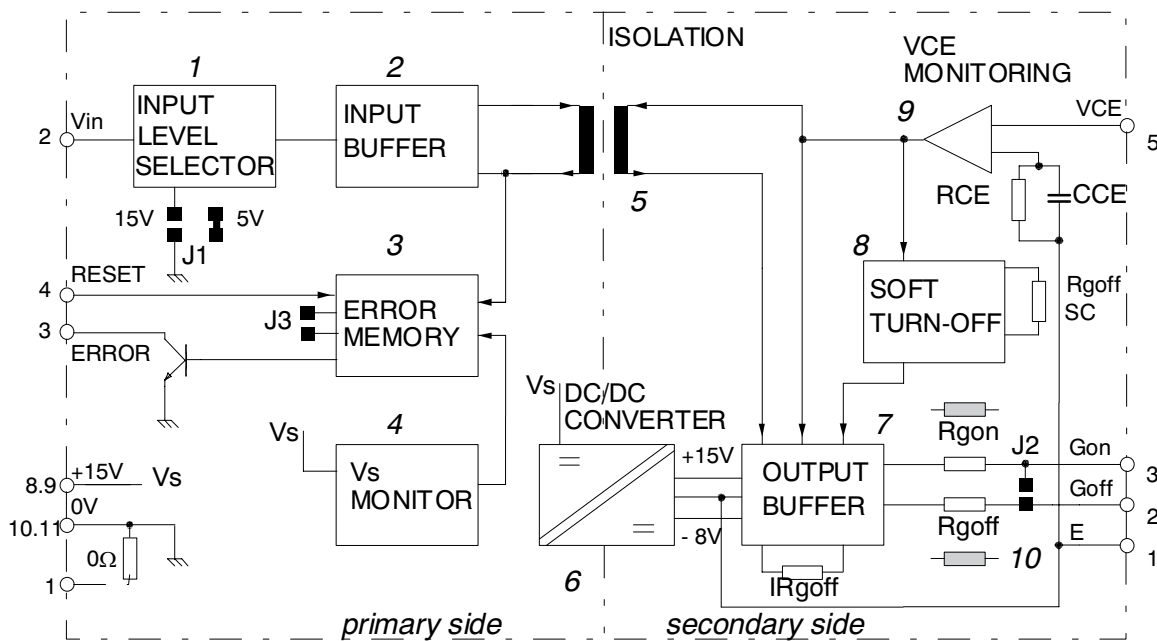 ISOLATION
VCE
MONITORING
1
2
9
VCE
5
2
Vin
INPUT
LEVEL
SELECTOR
INPUT
BUFFER
5
RCE
CCE
15V
5V
J1
3
8
RESET
4
3
ERROR
J3
ERROR
MEMORY
SOFT
TURN-OFF
Rgoff
SC
Vs
DC/DC
CONVERTER
4
7
Rgon
J2
Gon
3
Vs
Vs
MONITOR
+15V
- 8V
OUTPUT
BUFFER
Goff
2
Rgoff
E
1
8.9
+15V
Vs
0V
10.11
0Ω
1
6
IRgoff
10
primary side
secondary side